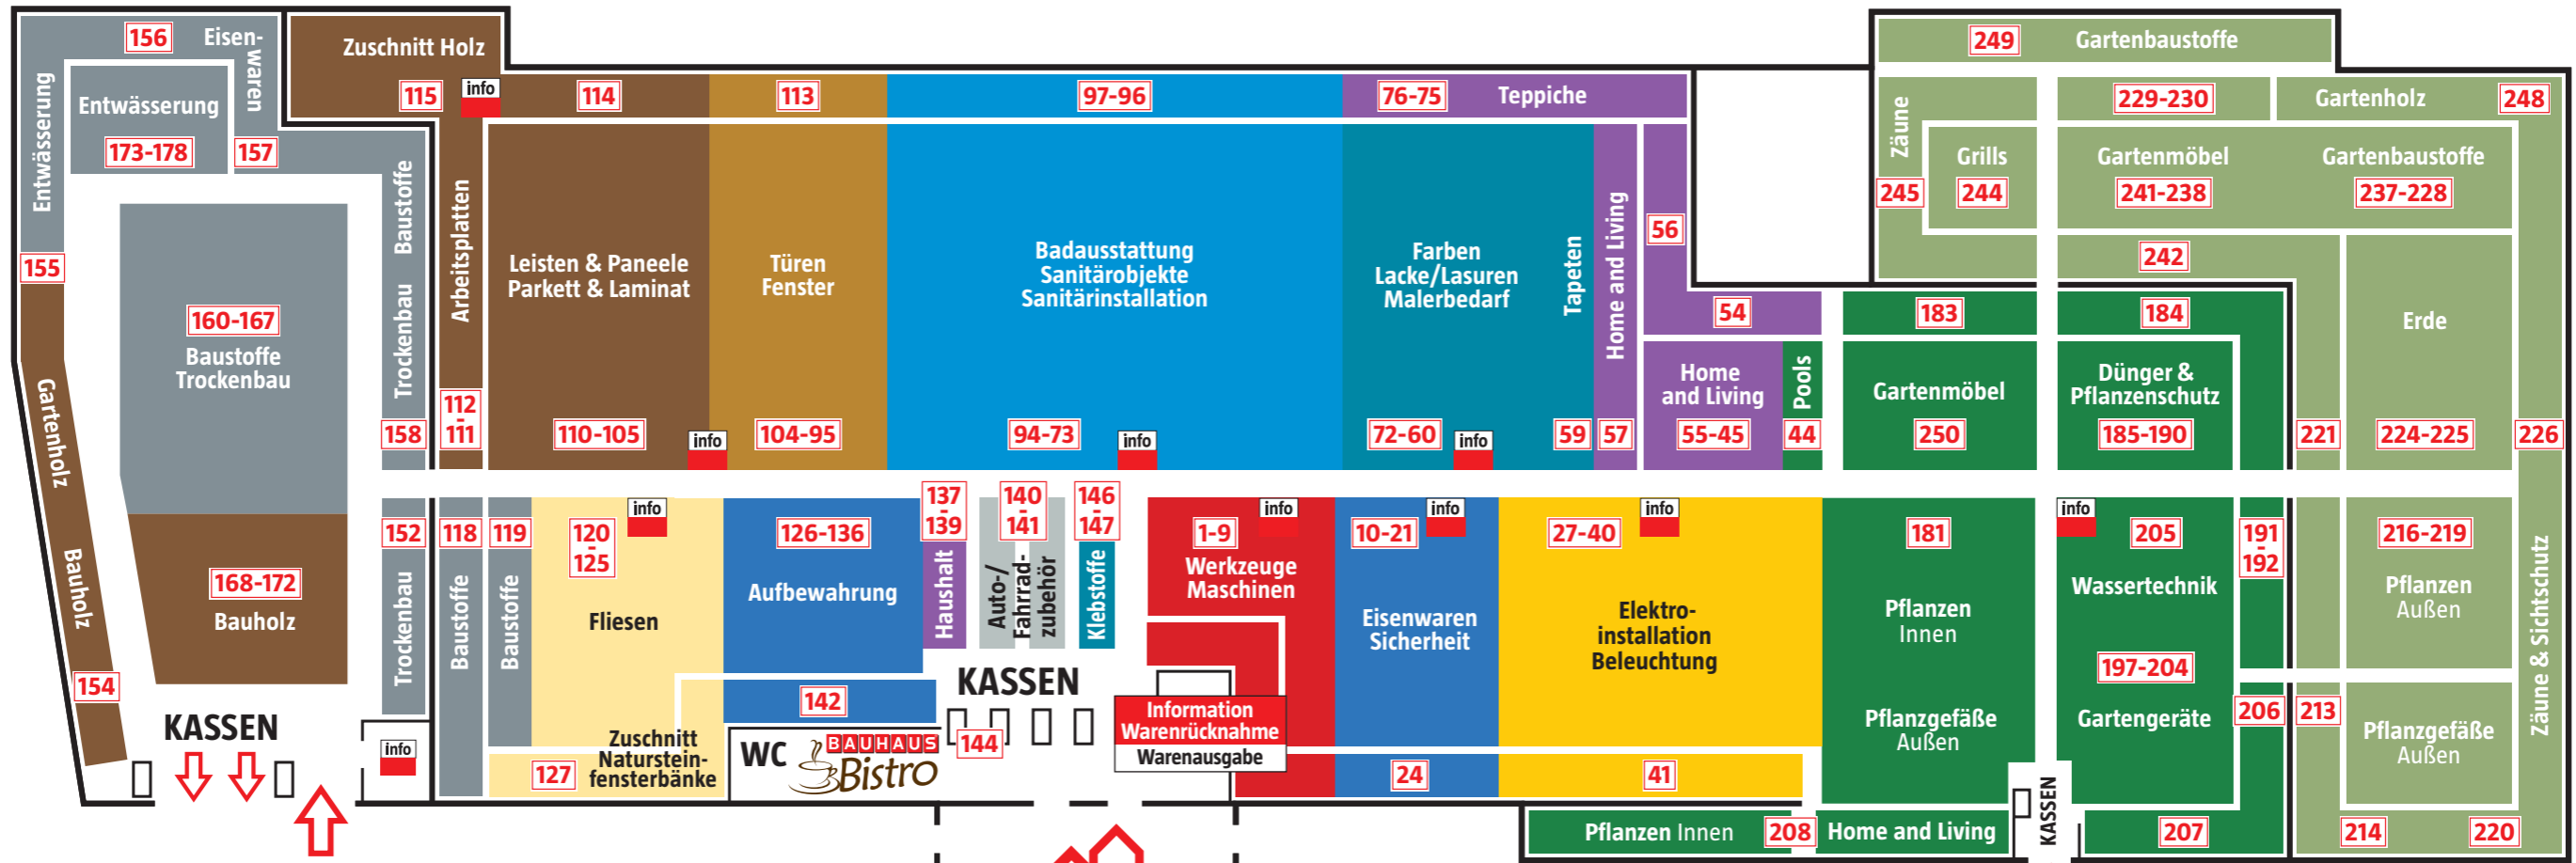 156
Eisen-
waren
Entwässerung
Entwässerung
173-178
157
155
Baustoffe
Trockenbau
158
160-167
Baustoffe
Trockenbau
Gartenholz
Bauholz
154
168-172
Bauholz
152
Trockenbau
KASSEN
info
Zuschnitt Holz
115
info
114
113
97-96
76-75
Teppiche
Arbeitsplatten
112
-
111
Leisten & Paneele
Parkett & Laminat
110-105
info
Türen
Fenster
104-95
Badausstattung
Sanitärobjekte
Sanitärinstallation
94-73
info
Farben
Lacke/Lasuren
Malerbedarf
72-60
info
Tapeten
59
Home and Living
57
56
54
Home
and Living
55-45
Pools
44
183
Gartenmöbel
250
184
Dünger &
Pflanzenschutz
185-190
249
Gartenbaustoffe
Zäune
245
229-230
Gartenholz
248
Grills
244
Gartenmöbel
241-238
Gartenbaustoffe
237-228
242
Erde
221
224-225
226
118
Baustoffe
119
Baustoffe
120
-
125
info
Fliesen
127
Zuschnitt
Naturstein-
fensterbänke
126-136
Aufbewahrung
142
WC
BAUHAUS
Bistro
137
-
139
Haushalt
140
-
141
Auto-/
Fahrrad-
zubehör
146
-
147
Klebstoffe
KASSEN
144
Information
Warenrücknahme
Warenausgabe
1-9
info
Werkzeuge
Maschinen
10-21
info
Eisenwaren
Sicherheit
24
27-40
info
Elektro-
installation
Beleuchtung
41
181
Pflanzen
Innen
Pflanzgefäße
Außen
info
205
Wassertechnik
197-204
Gartengeräte
191
-
192
206
213
216-219
Pflanzen
Außen
Pflanzgefäße
Außen
Zäune & Sichtschutz
Pflanzen Innen
208
Home and Living
KASSEN
207
214
220